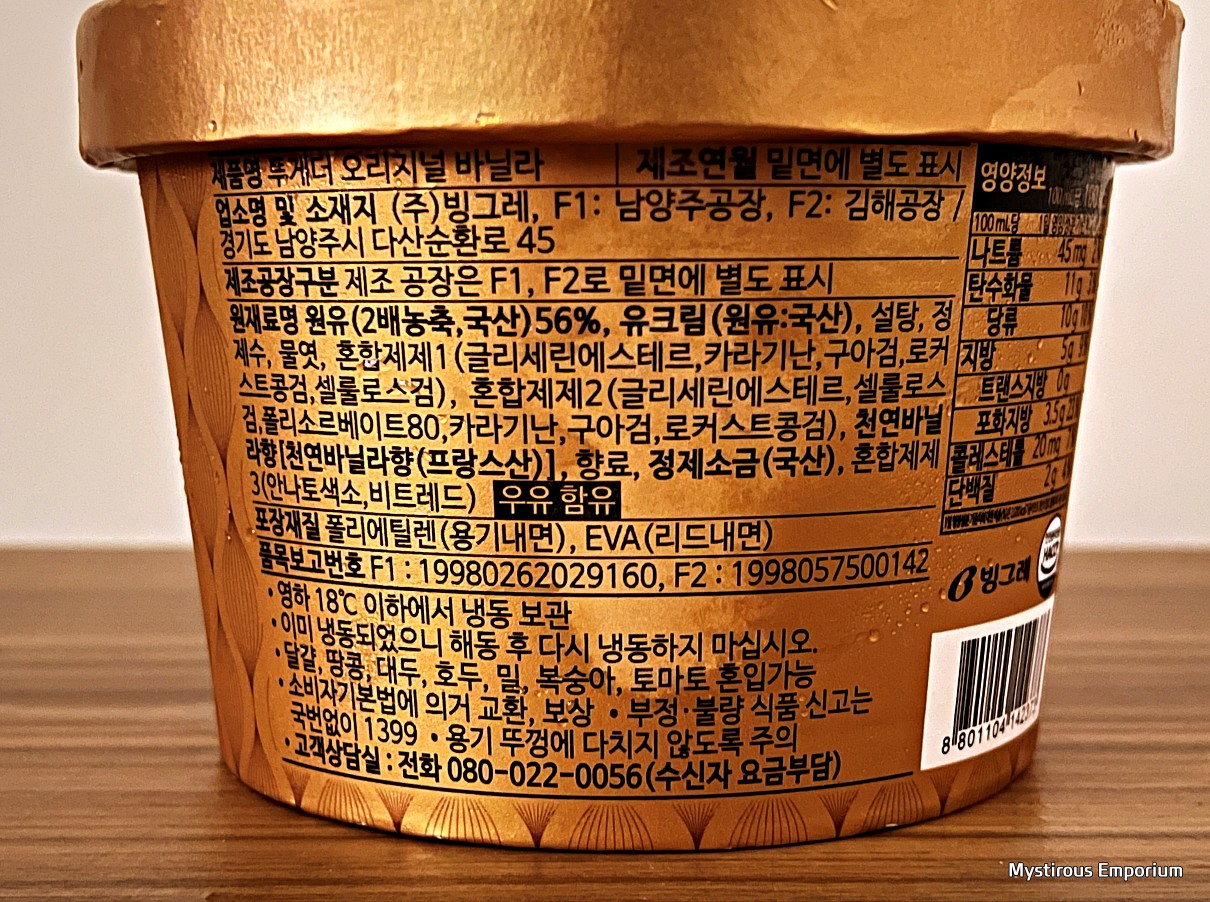 제품명 투게더 오리지널 바닐라
제조연월 밑면에 별도 표시
업소명 및 소재지 (주)빙그레, F1: 남양주공장, F2: 김해공장 /
경기도 남양주시 다산순환로 45
제조공장구분 제조 공장은 F1, F2로 밑면에 별도 표시
원재료명 원유(2배농축,국산)56%, 유크림(원유:국산), 설탕, 정
제수, 물엿, 혼합제제1(글리세린에스테르,카라기난,구아검,로커
스트콩검,셀룰로스검), 혼합제제2(글리세린에스테르,셀룰로스
검,폴리소르베이트80,카라기난,구아검,로커스트콩검), 천연바닐
라향[천연바닐라향(프랑스산)], 향료, 정제소금(국산), 혼합제제
3(안나토색소,비트레드) 우유 함유
포장재질 폴리에틸렌(용기내면), EVA(리드내면)
품목보고번호 F1 : 19980262029160, F2 : 1998057500142
•영하 18℃ 이하에서 냉동 보관
•이미 냉동되었으니 해동 후 다시 냉동하지 마십시오.
•달걀, 땅콩, 대두, 호두, 밀, 복숭아, 토마토 혼입가능
•소비자기본법에 의거 교환, 보상 •부정·불량 식품 신고는
국번없이 1399 •용기 뚜껑에 다치지 않도록 주의
•고객상담실 : 전화 080-022-0056(수신자 요금부담)
영양정보
100mL당
나트륨 45mg
탄수화물 11g
당류 10g
지방 5g
트랜스지방 0g
포화지방 3.5g
콜레스테롤 20mg
단백질 2g
빙그레
8 801104
Mystirous Emporium